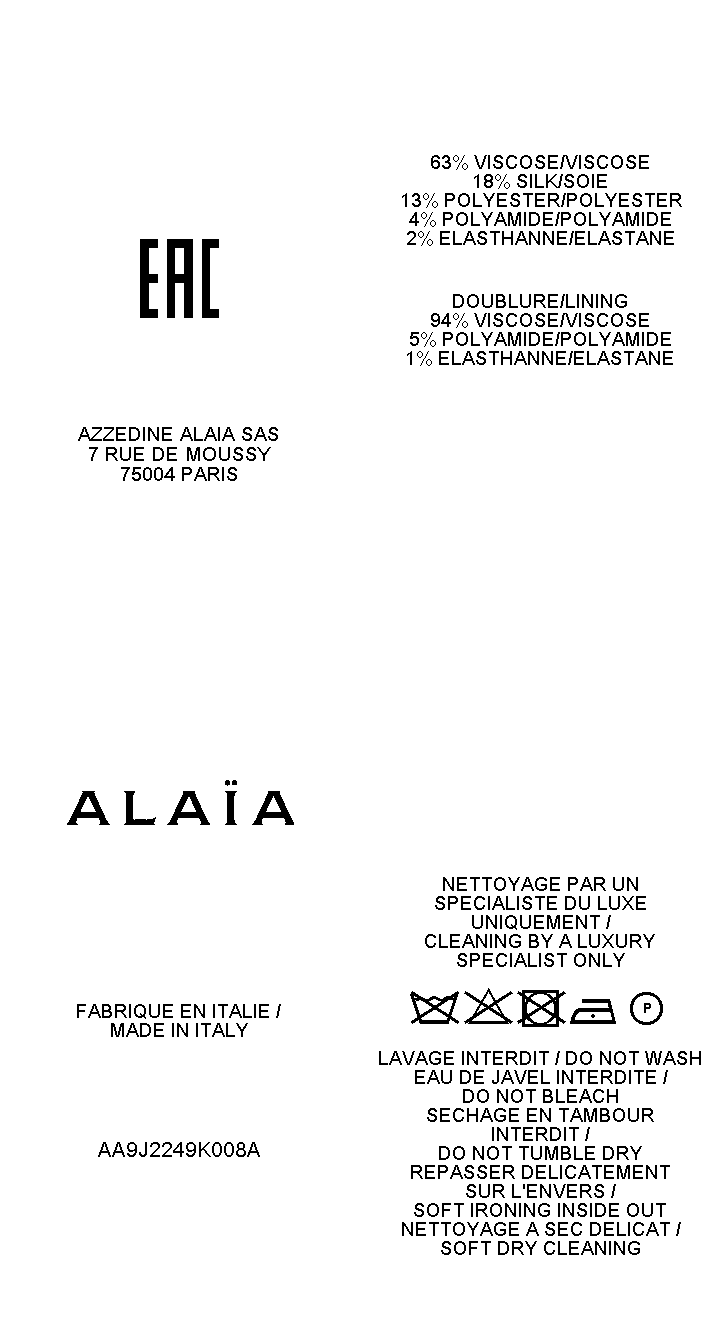 EAC
AZZEDINE ALAIA SAS
7 RUE DE MOUSSY
75004 PARIS
63% VISCOSE/VISCOSE
18% SILK/SOIE
13% POLYESTER/POLYESTER
4% POLYAMIDE/POLYAMIDE
2% ELASTHANNE/ELASTANE
DOUBLURE/LINING
94% VISCOSE/VISCOSE
5% POLYAMIDE/POLYAMIDE
1% ELASTHANNE/ELASTANE
ALAÏA
FABRIQUE EN ITALIE /
MADE IN ITALY
AA9J2249K008A
NETTOYAGE PAR UN
SPECIALISTE DU LUXE
UNIQUEMENT /
CLEANING BY A LUXURY
SPECIALIST ONLY
P
LAVAGE INTERDIT / DO NOT WASH
EAU DE JAVEL INTERDITE /
DO NOT BLEACH
SECHAGE EN TAMBOUR
INTERDIT /
DO NOT TUMBLE DRY
REPASSER DELICATEMENT
SUR L'ENVERS /
SOFT IRONING INSIDE OUT
NETTOYAGE A SEC DELICAT /
SOFT DRY CLEANING